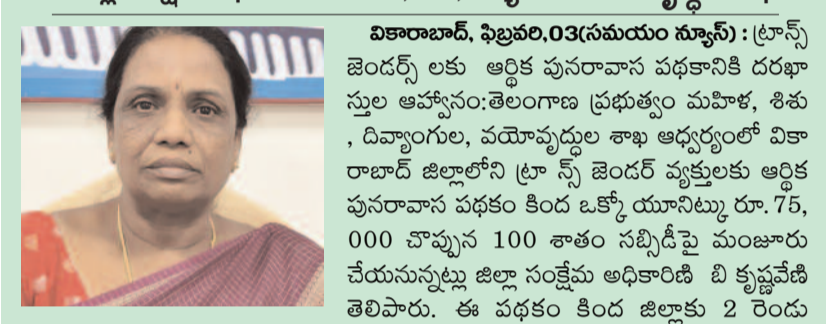 వికారాబాద్, ఫిబ్రవరి,03(సమయం న్యూస్) : ట్రాన్స్
జెండర్స్ లకు ఆర్థిక పునరావాస పథకానికి దరఖా
స్తుల ఆహ్వానం:తెలంగాణ ప్రభుత్వం మహిళ, శిశు
, దివ్యాంగుల, వయోవృద్ధుల శాఖ ఆధ్వర్యంలో వికా
రాబాద్ జిల్లాలోని ట్రా న్స్ జెండర్ వ్యక్తులకు ఆర్థిక
పునరావాస పథకం కింద ఒక్కో యూనిట్కు రూ. 75,
000 చొప్పున 100 శాతం సబ్సిడీపై మంజూరు
చేయనున్నట్లు జిల్లా సంక్షేమ అధికారిణి బి కృష్ణవేణి
తెలిపారు. ఈ పథకం కింద జిల్లాకు 2 రెండు